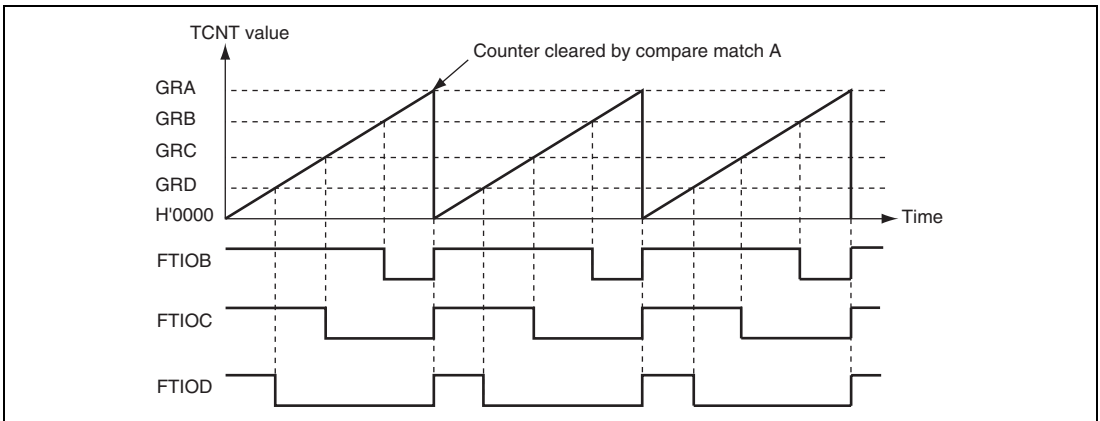 TCNT value
Counter cleared by compare match A
GRA
GRB
GRC
GRD
H'0000
Time
FTIOB
FTIOC
FTIOD